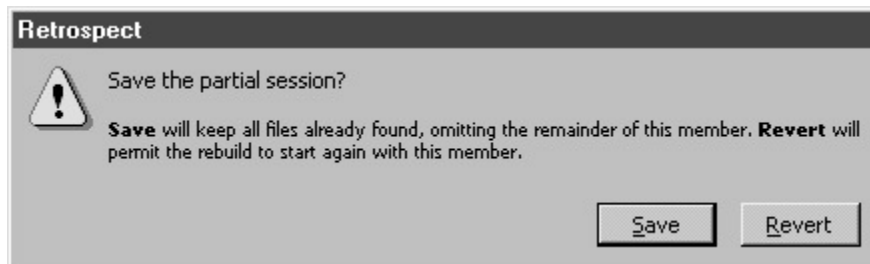 Retrospect
Save the partial session?
Save will keep all files already found, omitting the remainder of this member. Revert will
permit the rebuild to start again with this member.
Save
Revert